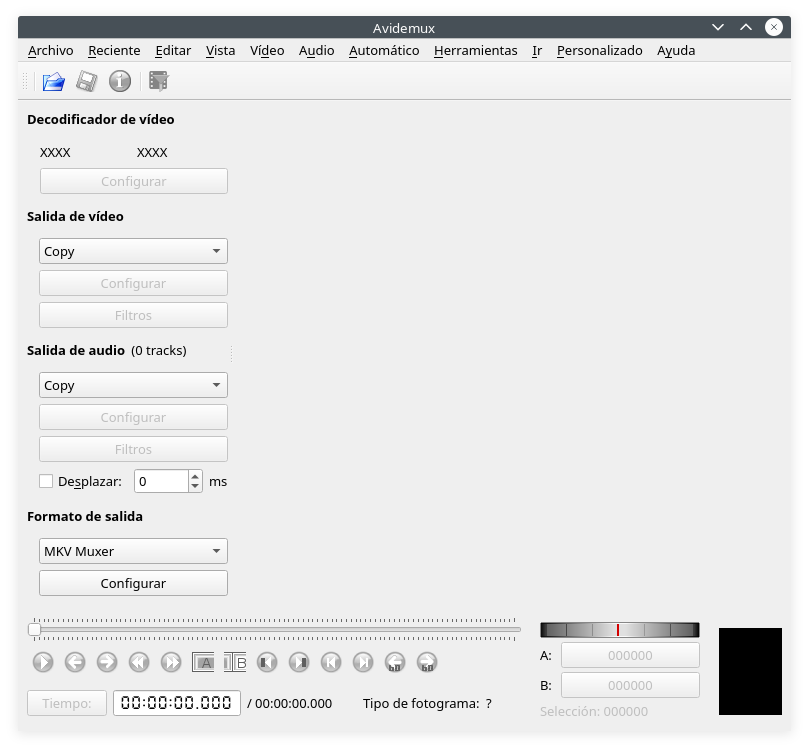 Avidemux
Archivo Reciente Editar Vista Vídeo Audio Automático Herramientas Ir Personalizado Ayuda
Decodificador de vídeo
XXXX XXXX
Configurar
Salida de vídeo
Copy
Configurar
Filtros
Salida de audio (0 tracks)
Copy
Configurar
Filtros
Desplazar: 0 ms
Formato de salida
MKV Muxer
Configurar
A B
60 60
A: 000000
B: 000000
Tiempo: 00:00:00.000 / 00:00:00.000 Tipo de fotograma: ?
Selección: 000000